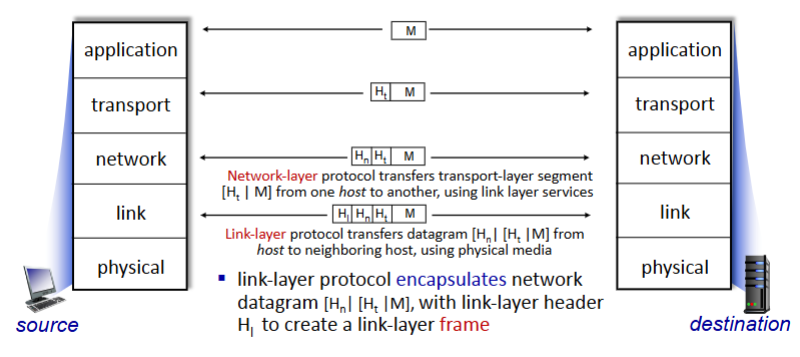 application
transport
network
link
physical
source
M
Ht M
Hn Ht M
Network-layer protocol transfers transport-layer segment
[Ht | M] from one host to another, using link layer services
Hl Hn Ht M
Link-layer protocol transfers datagram [Hn| [Ht |M] from
host to neighboring host, using physical media
▪ link-layer protocol encapsulates network
datagram [Hn| [Ht |M], with link-layer header
Hl to create a link-layer frame
application
transport
network
link
physical
destination